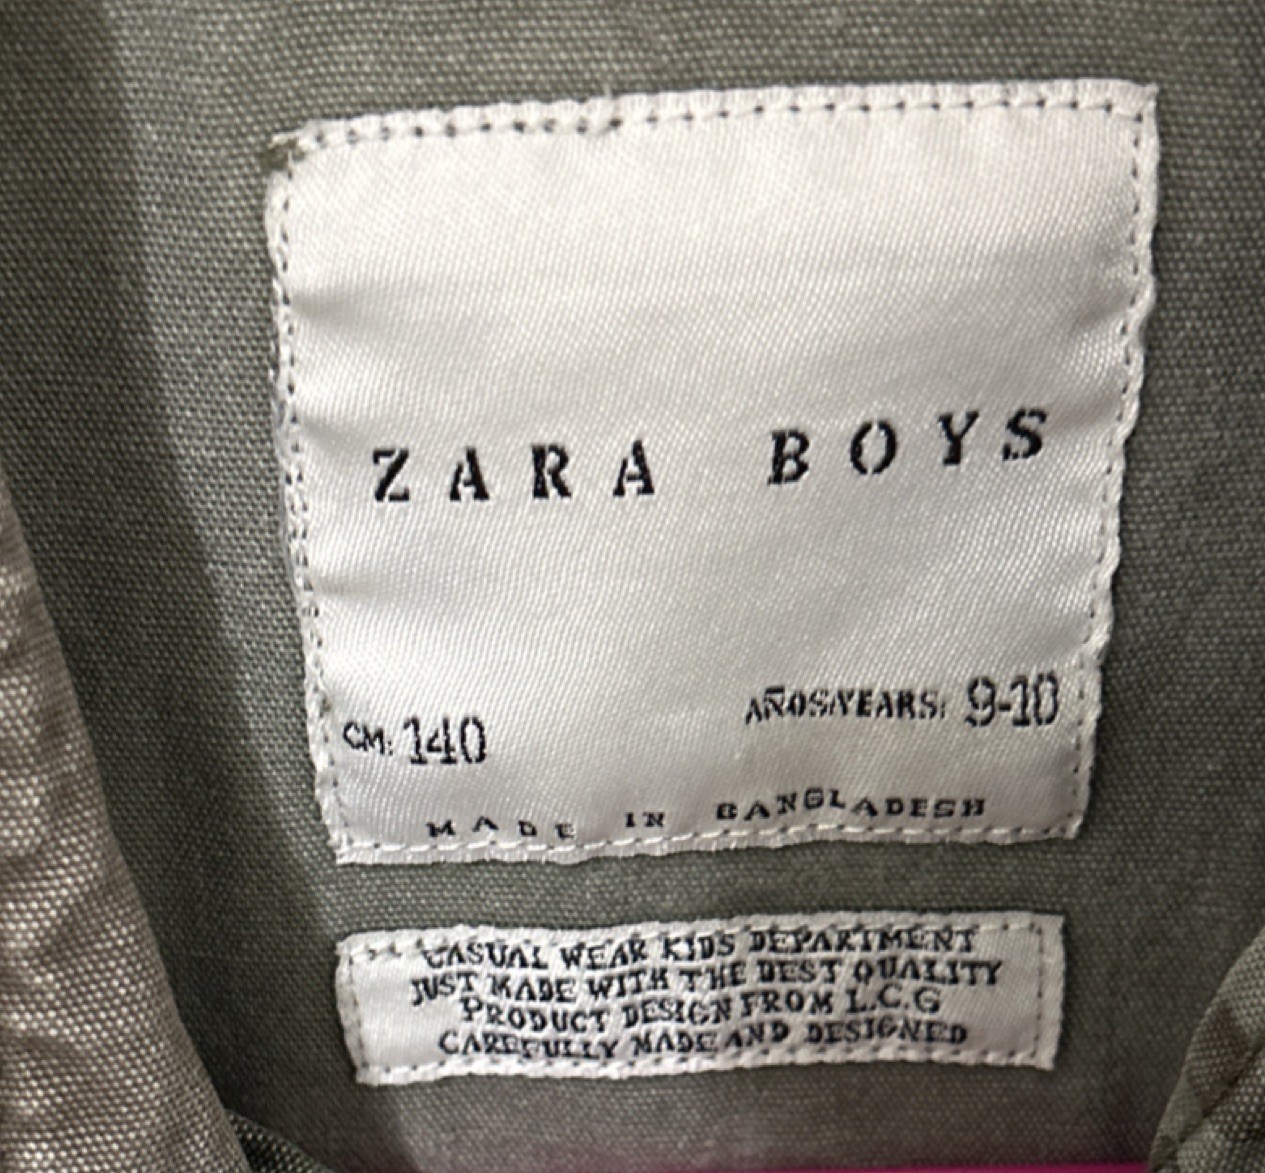 ZARA BOYS
CM: 140 AÑOS/YEARS: 9-10
MADE IN BANGLADESH
CASUAL WEAR KIDS DEPARTMENT
JUST MADE WITH THE BEST QUALITY
PRODUCT DESIGN FROM L.C.G
CAREFULLY MADE AND DESIGNED